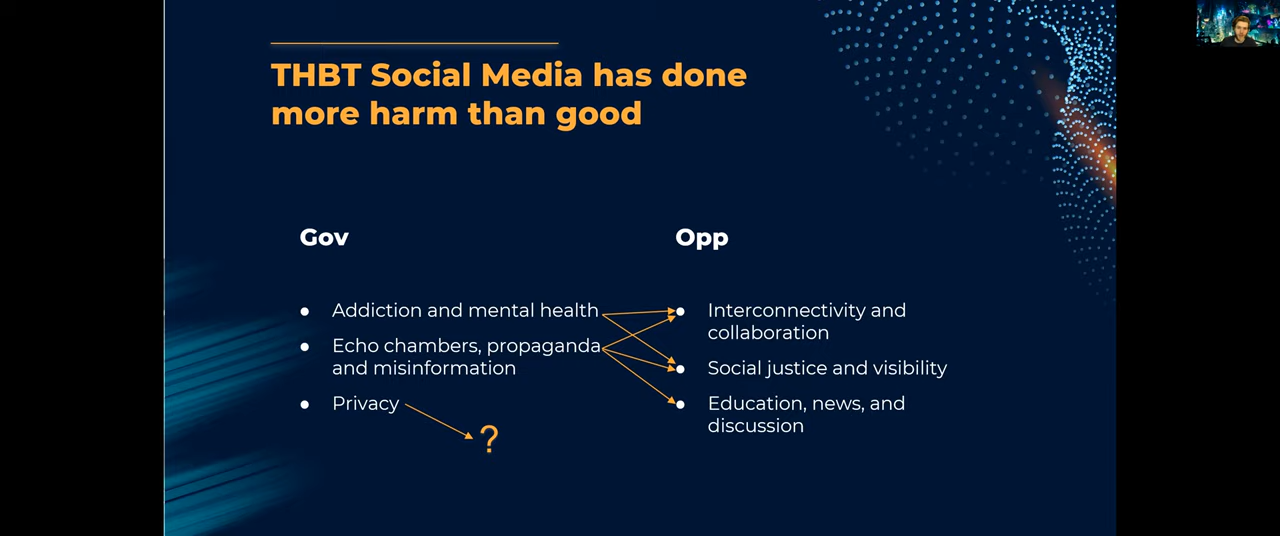 THBT Social Media has done
more harm than good
Gov
Opp
Addiction and mental health
Echo chambers, propaganda
and misinformation
Privacy
?
Interconnectivity and
collaboration
Social justice and visibility
Education, news, and
discussion